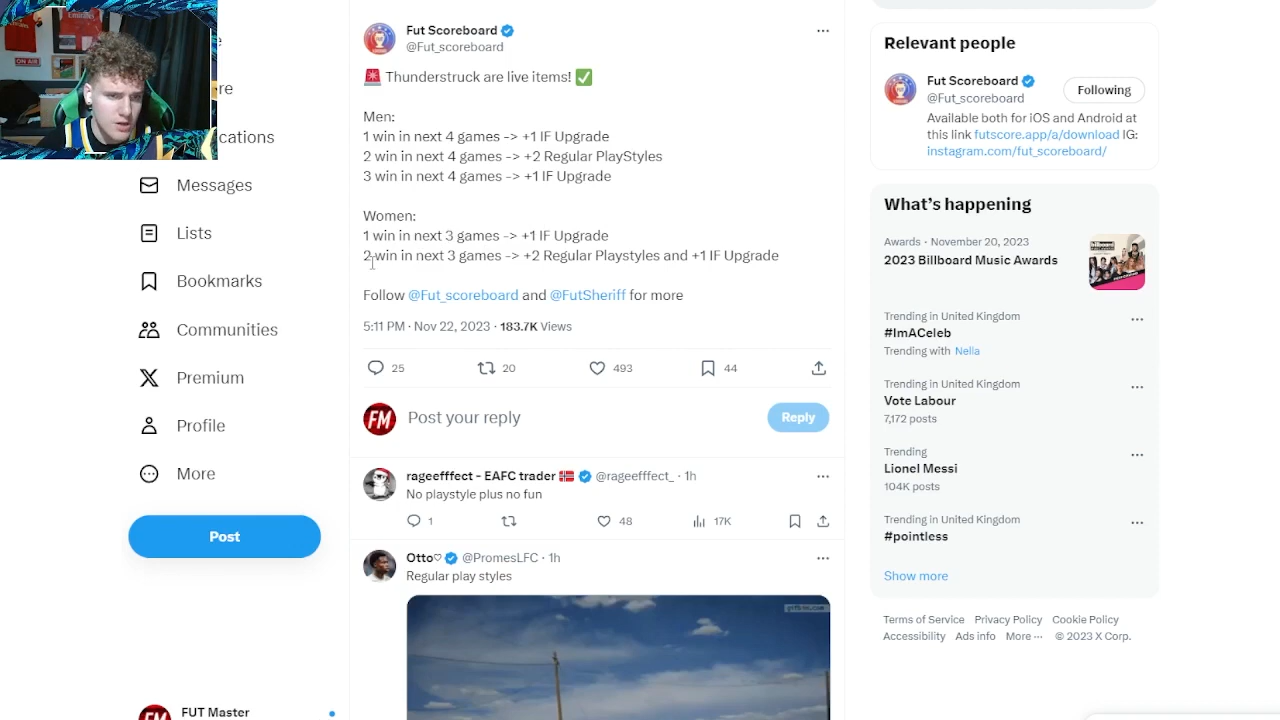 ON AIR
re
cations
Messages
Lists
Bookmarks
Communities
Premium
Profile
More
Post
FUT Master
Fut Scoreboard
@Fut_scoreboard
🚨 Thunderstruck are live items! ✅
Men:
1 win in next 4 games -> +1 IF Upgrade
2 win in next 4 games -> +2 Regular PlayStyles
3 win in next 4 games -> +1 IF Upgrade
Women:
1 win in next 3 games -> +1 IF Upgrade
2 win in next 3 games -> +2 Regular Playstyles and +1 IF Upgrade
Follow @Fut_scoreboard and @FutSheriff for more
5:11 PM · Nov 22, 2023 · 183.7K Views
25 20 493 44
FM Post your reply Reply
rageefffect - EAFC trader 🇳🇴 @rageefffect_ · 1h
No playstyle plus no fun
1 48 17K
Otto♡ @PromesLFC · 1h
Regular play styles
Relevant people
Fut Scoreboard
@Fut_scoreboard
Following
Available both for iOS and Android at
this link futscore.app/a/download IG:
instagram.com/fut_scoreboard/
What's happening
Awards · November 20, 2023
2023 Billboard Music Awards
Trending in United Kingdom
#ImACeleb
Trending with Nella
Trending in United Kingdom
Vote Labour
7,172 posts
Trending
Lionel Messi
104K posts
Trending in United Kingdom
#pointless
Show more
Terms of Service Privacy Policy Cookie Policy
Accessibility Ads info More ··· © 2023 X Corp.